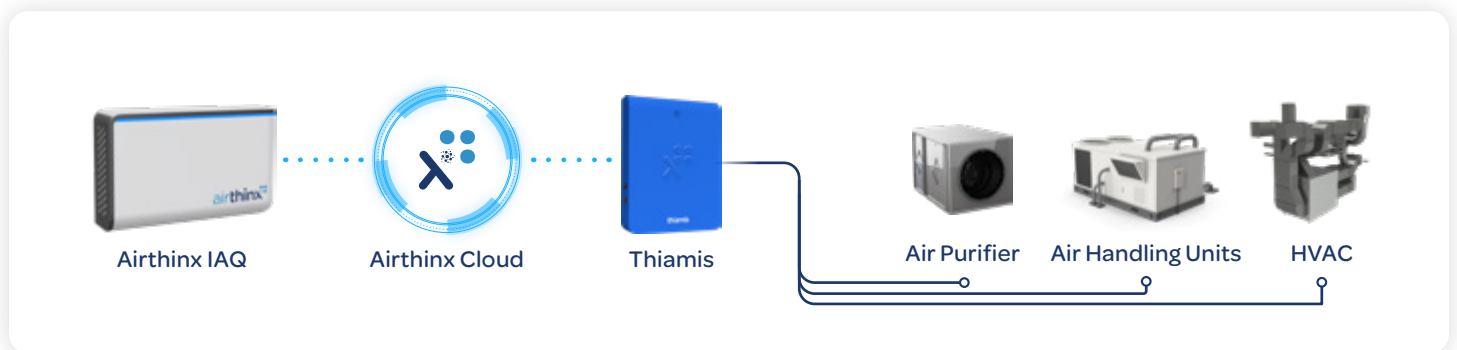 airthinx
thiamis
Airthinx IAQ
Airthinx Cloud
Thiamis
Air Purifier
Air Handling Units
HVAC